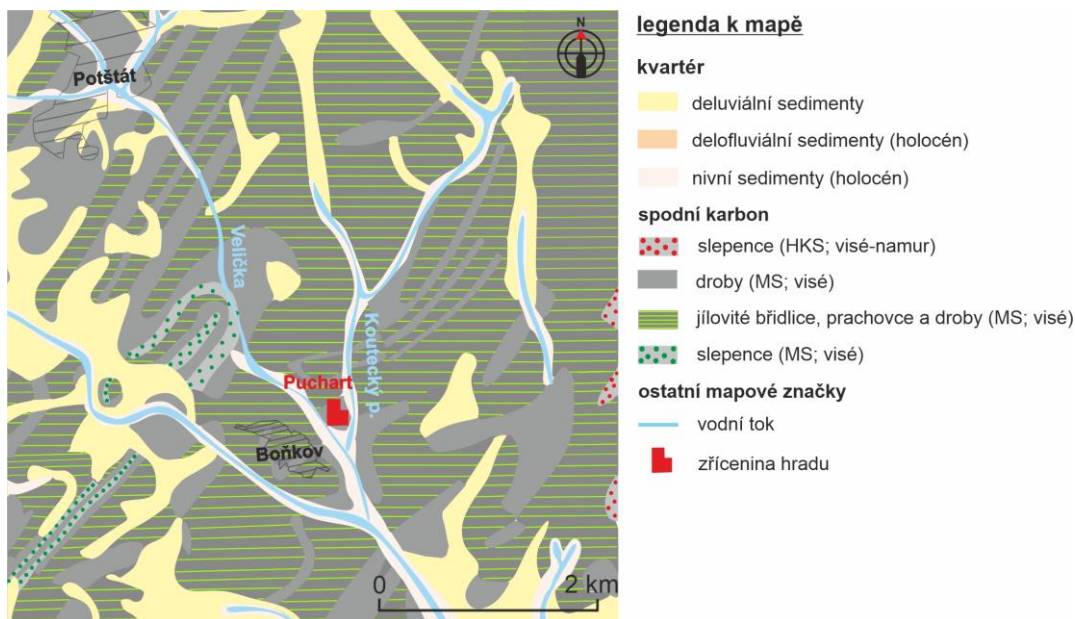 N
Potštát
Velička
Koutecký p.
Puchart
Boňkov
0 2 km
legenda k mapě
kvartér
deluviální sedimenty
delofluviální sedimenty (holocén)
nivní sedimenty (holocén)
spodní karbon
slepence (HKS; visé-namur)
droby (MS; visé)
jílovité břidlice, prachovce a droby (MS; visé)
slepence (MS; visé)
ostatní mapové značky
vodní tok
zřícenina hradu